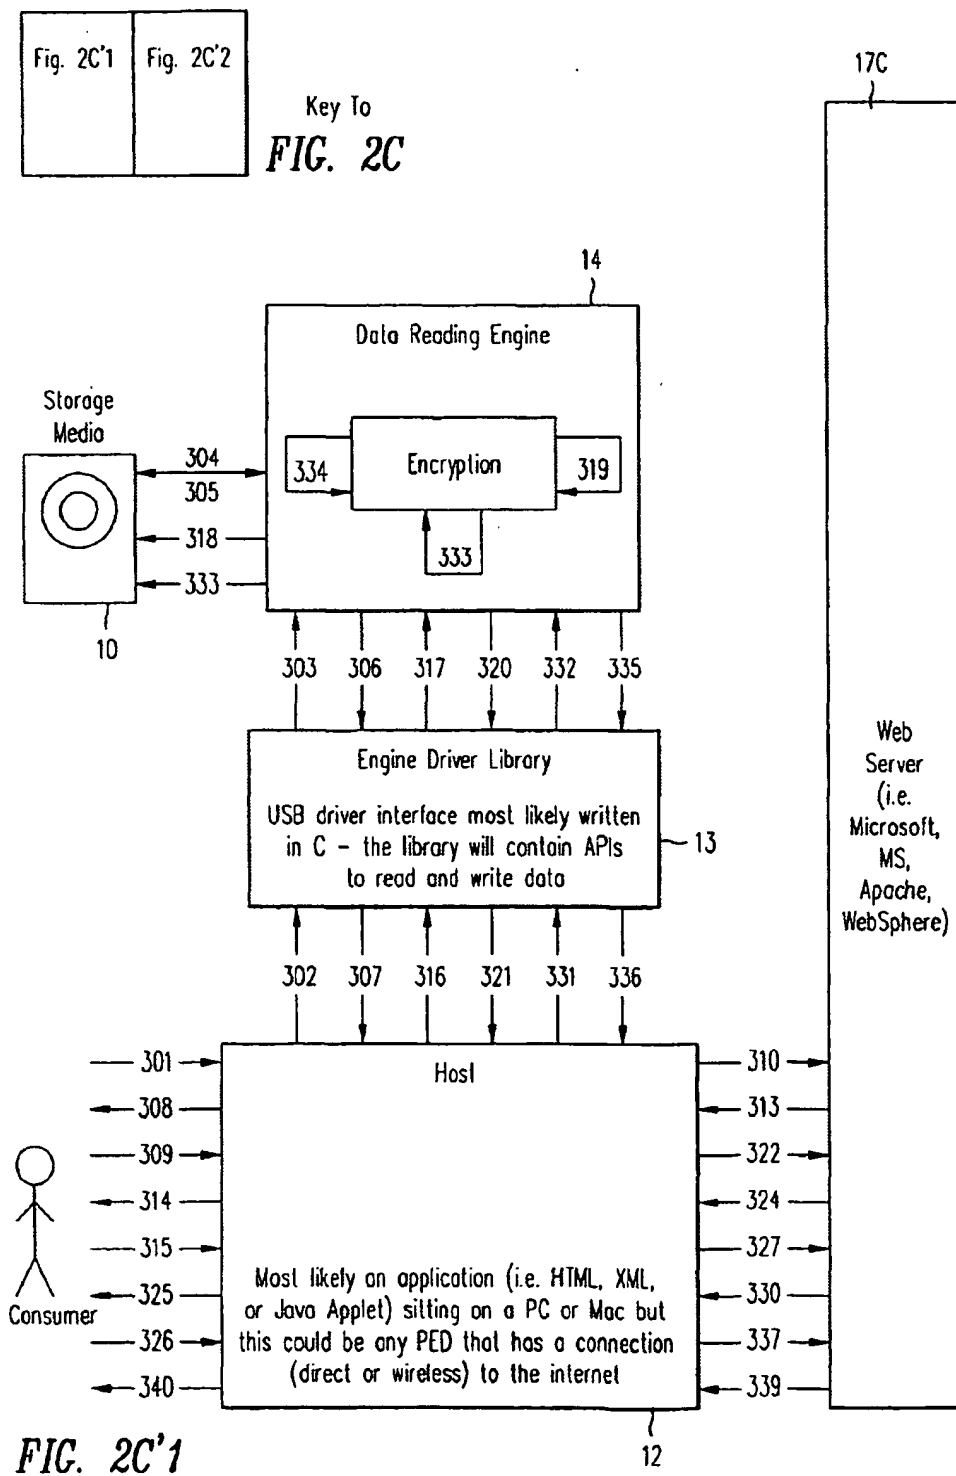 Fig. 2C'1 Fig. 2C'2
Key To
FIG. 2C
17C
14
Data Reading Engine
Storage
Media
304
305
318
333
334
Encryption
319
333
10
303 306 317 320 332 335
Engine Driver Library
USB driver interface most likely written
in C – the library will contain APIs
to read and write data
13
302 307 316 321 331 336
Web
Server
(i.e.
Microsoft,
MS,
Apache,
WebSphere)
Host
301
308
309
314
315
325
326
340
310
313
322
324
327
330
337
339
Consumer
Most likely an application (i.e. HTML, XML,
or Java Applet) sitting on a PC or Mac but
this could be any PED that has a connection
(direct or wireless) to the internet
12
FIG. 2C'1